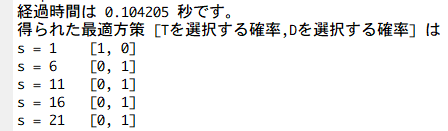 経過時間は 0.104205 秒です。
得られた最適方策 [Tを選択する確率,Dを選択する確率] は
s = 1 [1, 0]
s = 6 [0, 1]
s = 11 [0, 1]
s = 16 [0, 1]
s = 21 [0, 1]